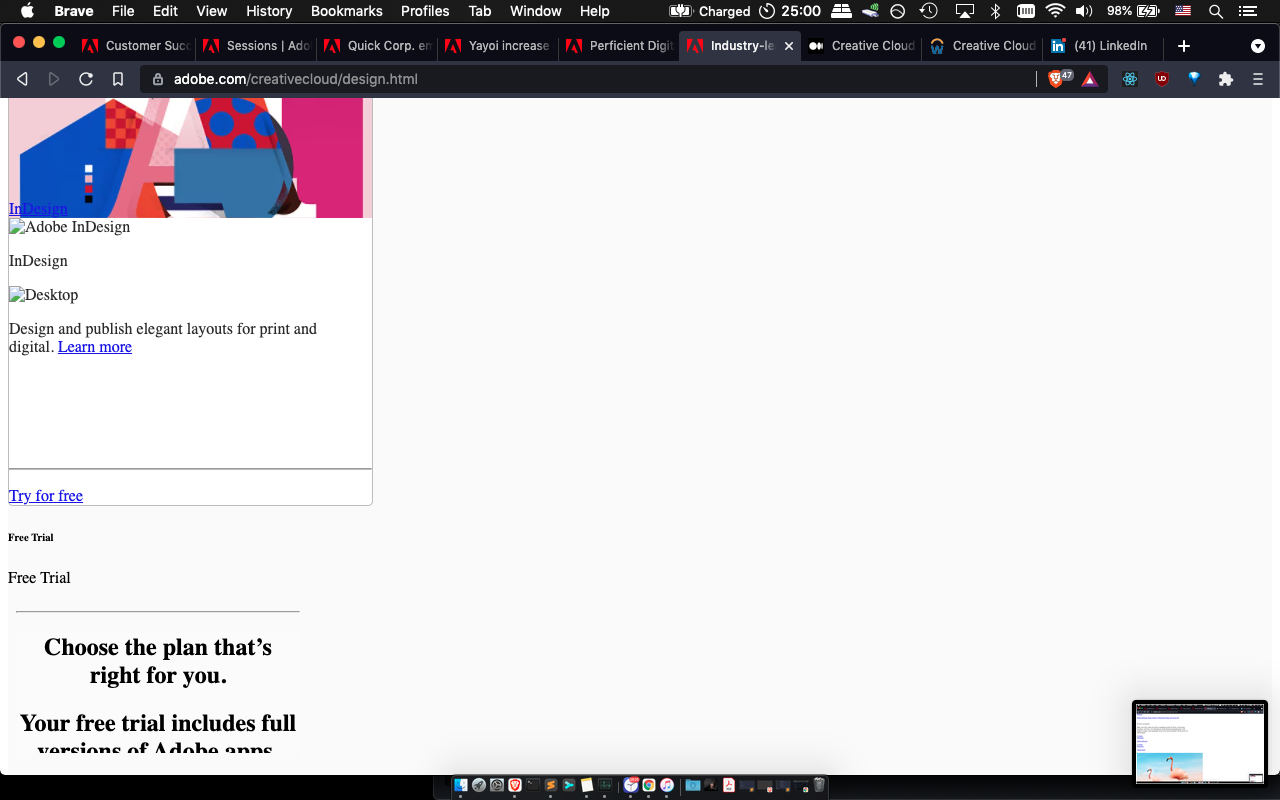 Brave File Edit View History Bookmarks Profiles Tab Window Help Charged 25:00 98%
Customer Succ Sessions | Ado Quick Corp. em Yayoi increase Perficient Digit Industry-le Creative Cloud Creative Cloud (41) LinkedIn
adobe.com/creativecloud/design.html 47
InDesign
Adobe InDesign
InDesign
Desktop
Design and publish elegant layouts for print and
digital. Learn more
Try for free
Free Trial
Free Trial
Choose the plan that’s
right for you.
Your free trial includes full
versions of Adobe apps